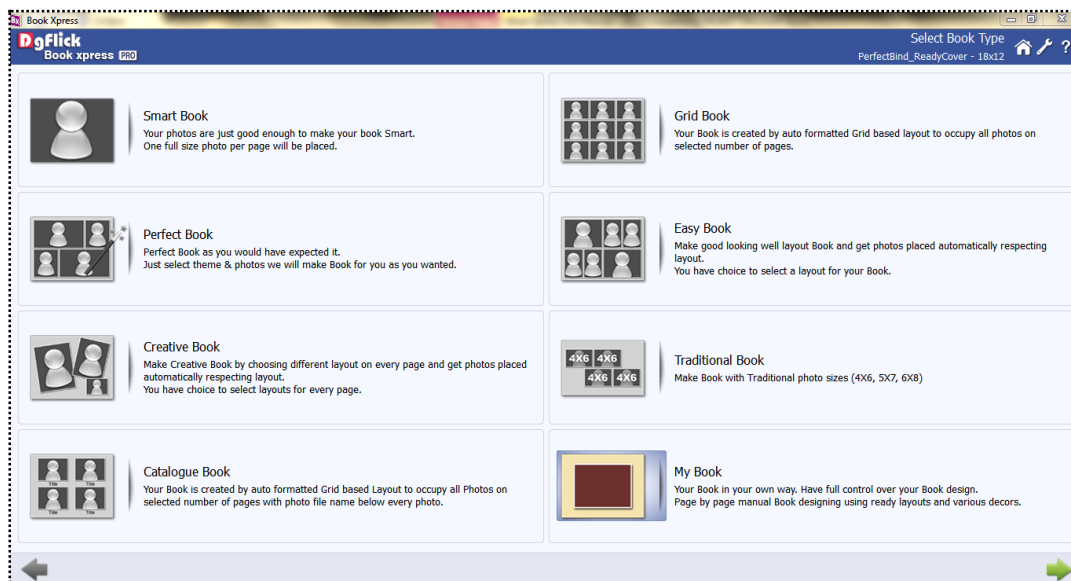 Book Xpress
DgFlick
Book xpress PRO
Select Book Type
PerfectBind_ReadyCover - 18x12
?
Smart Book
Your photos are just good enough to make your book Smart.
One full size photo per page will be placed.
Grid Book
Your Book is created by auto formatted Grid based layout to occupy all photos on
selected number of pages.
Perfect Book
Perfect Book as you would have expected it.
Just select theme & photos we will make Book for you as you wanted.
Easy Book
Make good looking well layout Book and get photos placed automatically respecting
layout.
You have choice to select a layout for your Book.
Creative Book
Make Creative Book by choosing different layout on every page and get photos placed
automatically respecting layout.
You have choice to select layouts for every page.
4X6 4X6
4X6 4X6
Traditional Book
Make Book with Traditional photo sizes (4X6, 5X7, 6X8)
Title Title
Title Title
Catalogue Book
Your Book is created by auto formatted Grid based Layout to occupy all Photos on
selected number of pages with photo file name below every photo.
My Book
Your Book in your own way. Have full control over your Book design.
Page by page manual Book designing using ready layouts and various decors.